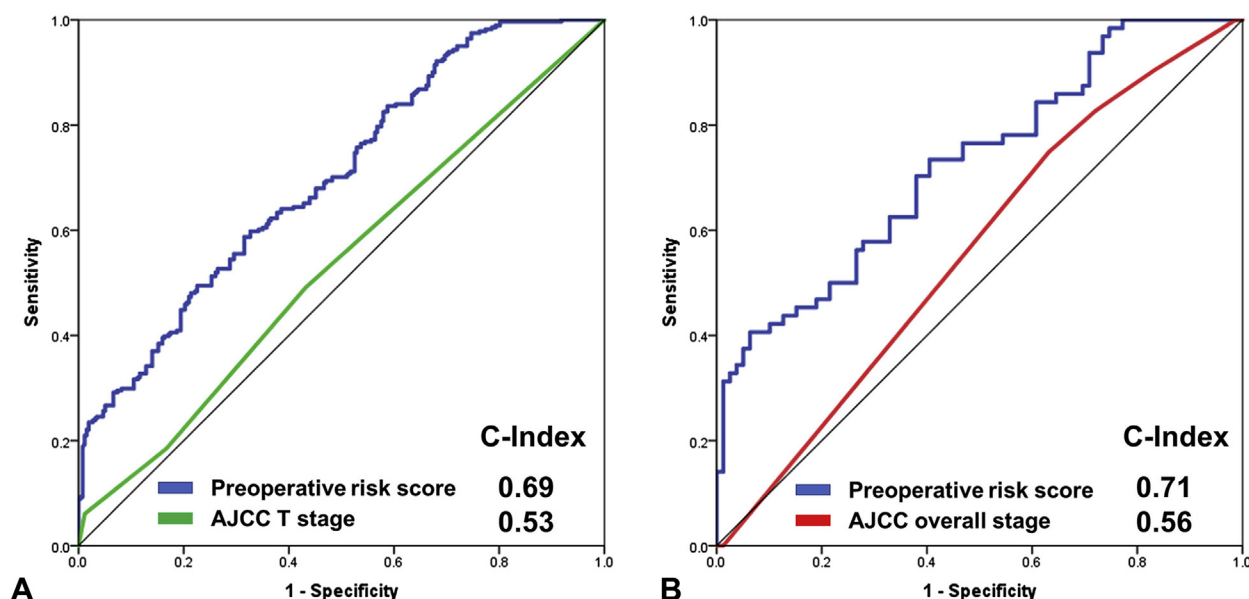 1.0
0.8
0.6
0.4
0.2
0.0
Sensitivity
C-Index
Preoperative risk score 0.69
AJCC T stage 0.53
0.0 0.2 0.4 0.6 0.8 1.0
1 - Specificity
A
1.0
0.8
0.6
0.4
0.2
0.0
Sensitivity
C-Index
Preoperative risk score 0.71
AJCC overall stage 0.56
0.0 0.2 0.4 0.6 0.8 1.0
1 - Specificity
B